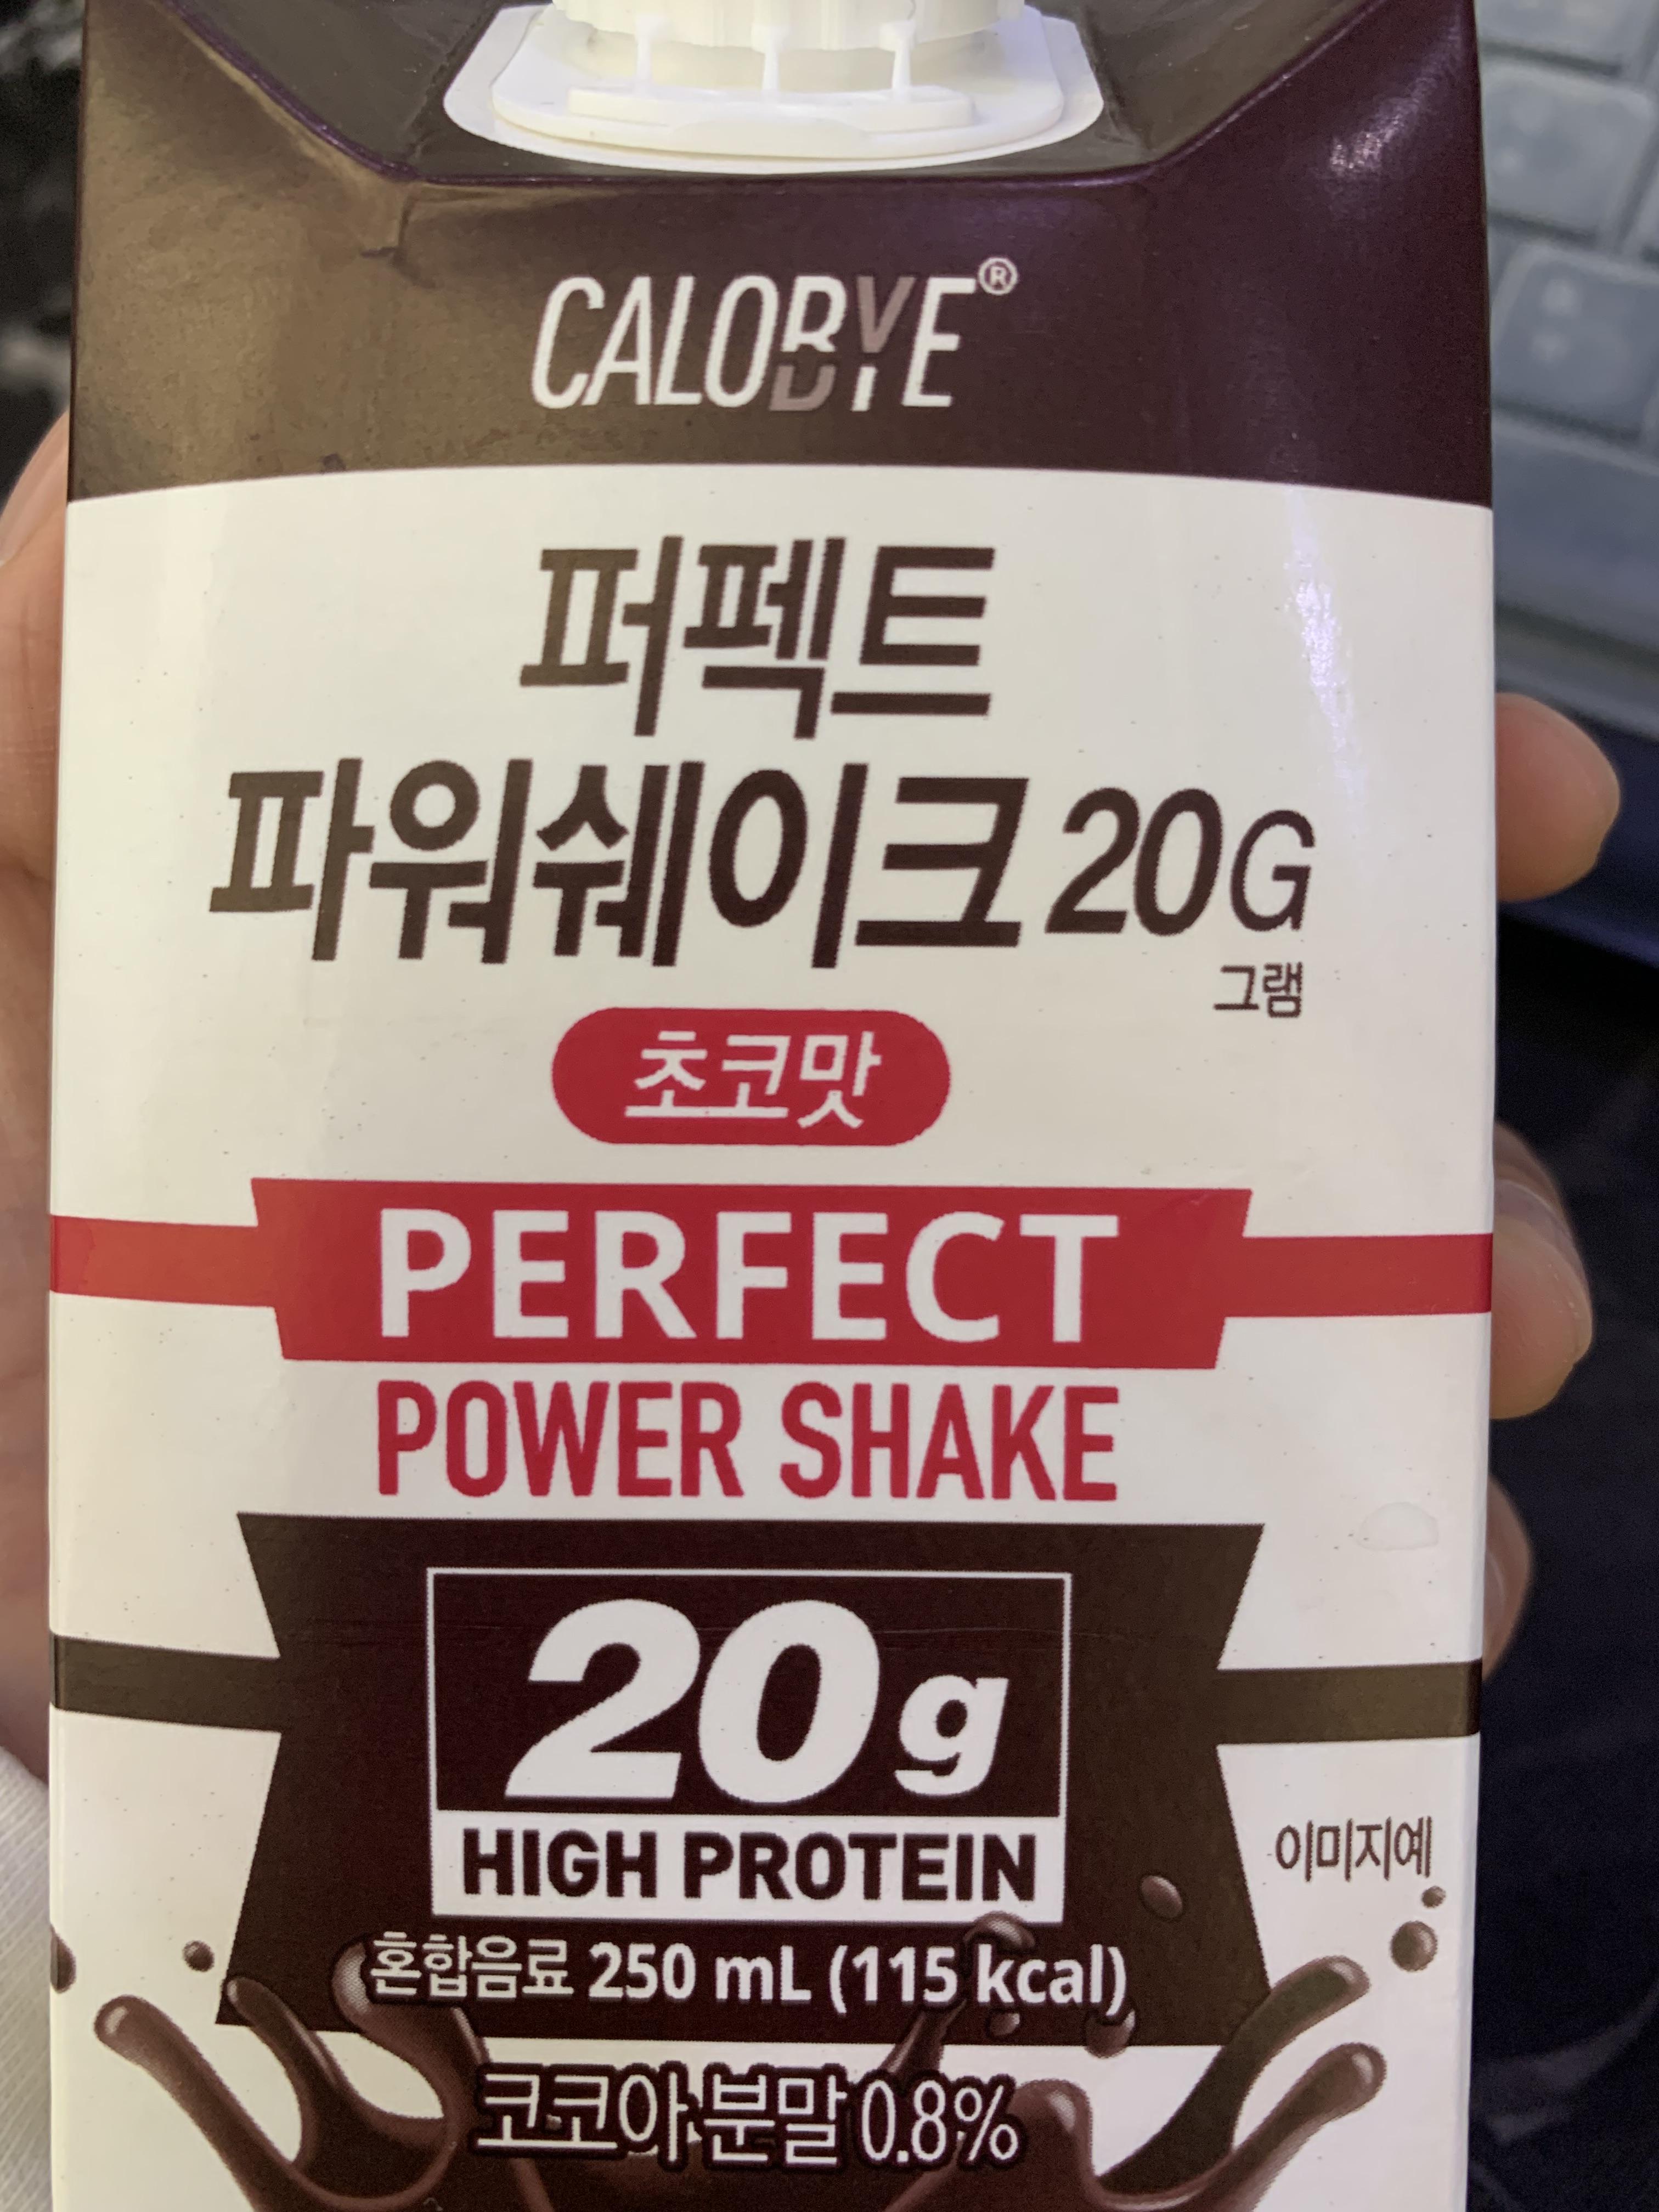 CALOBYE®
퍼펙트
파워쉐이크 20G
그램
초코맛
PERFECT
POWER SHAKE
20g
HIGH PROTEIN
이미지예
혼합음료 250 mL (115 kcal)
코코아 분말 0.8%